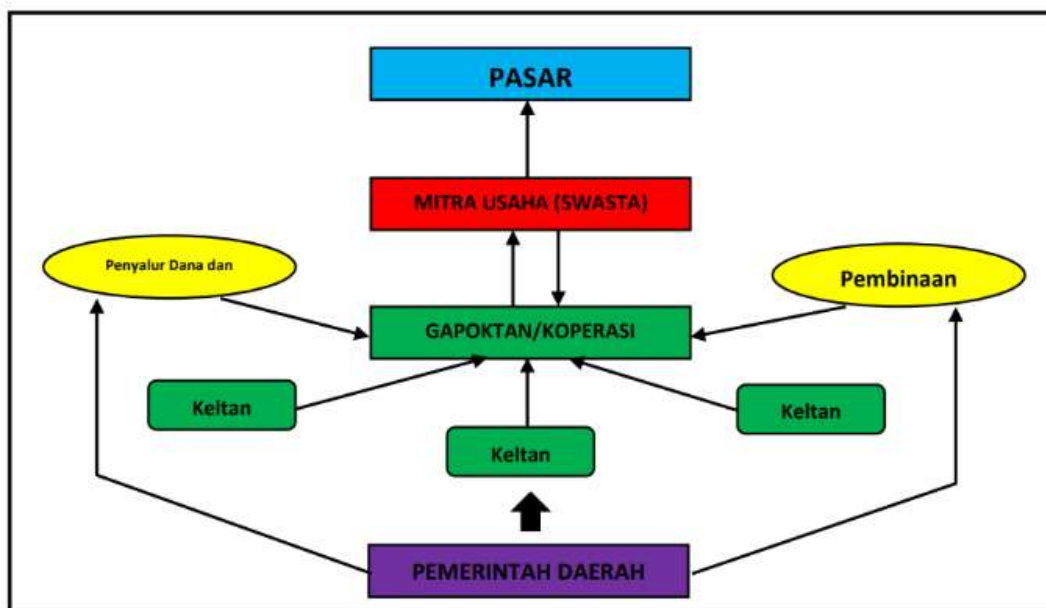 PASAR
MITRA USAHA (SWASTA)
Penyalur Dana dan
Pembinaan
GAPOKTAN/KOPERASI
Keltan
Keltan
Keltan
PEMERINTAH DAERAH